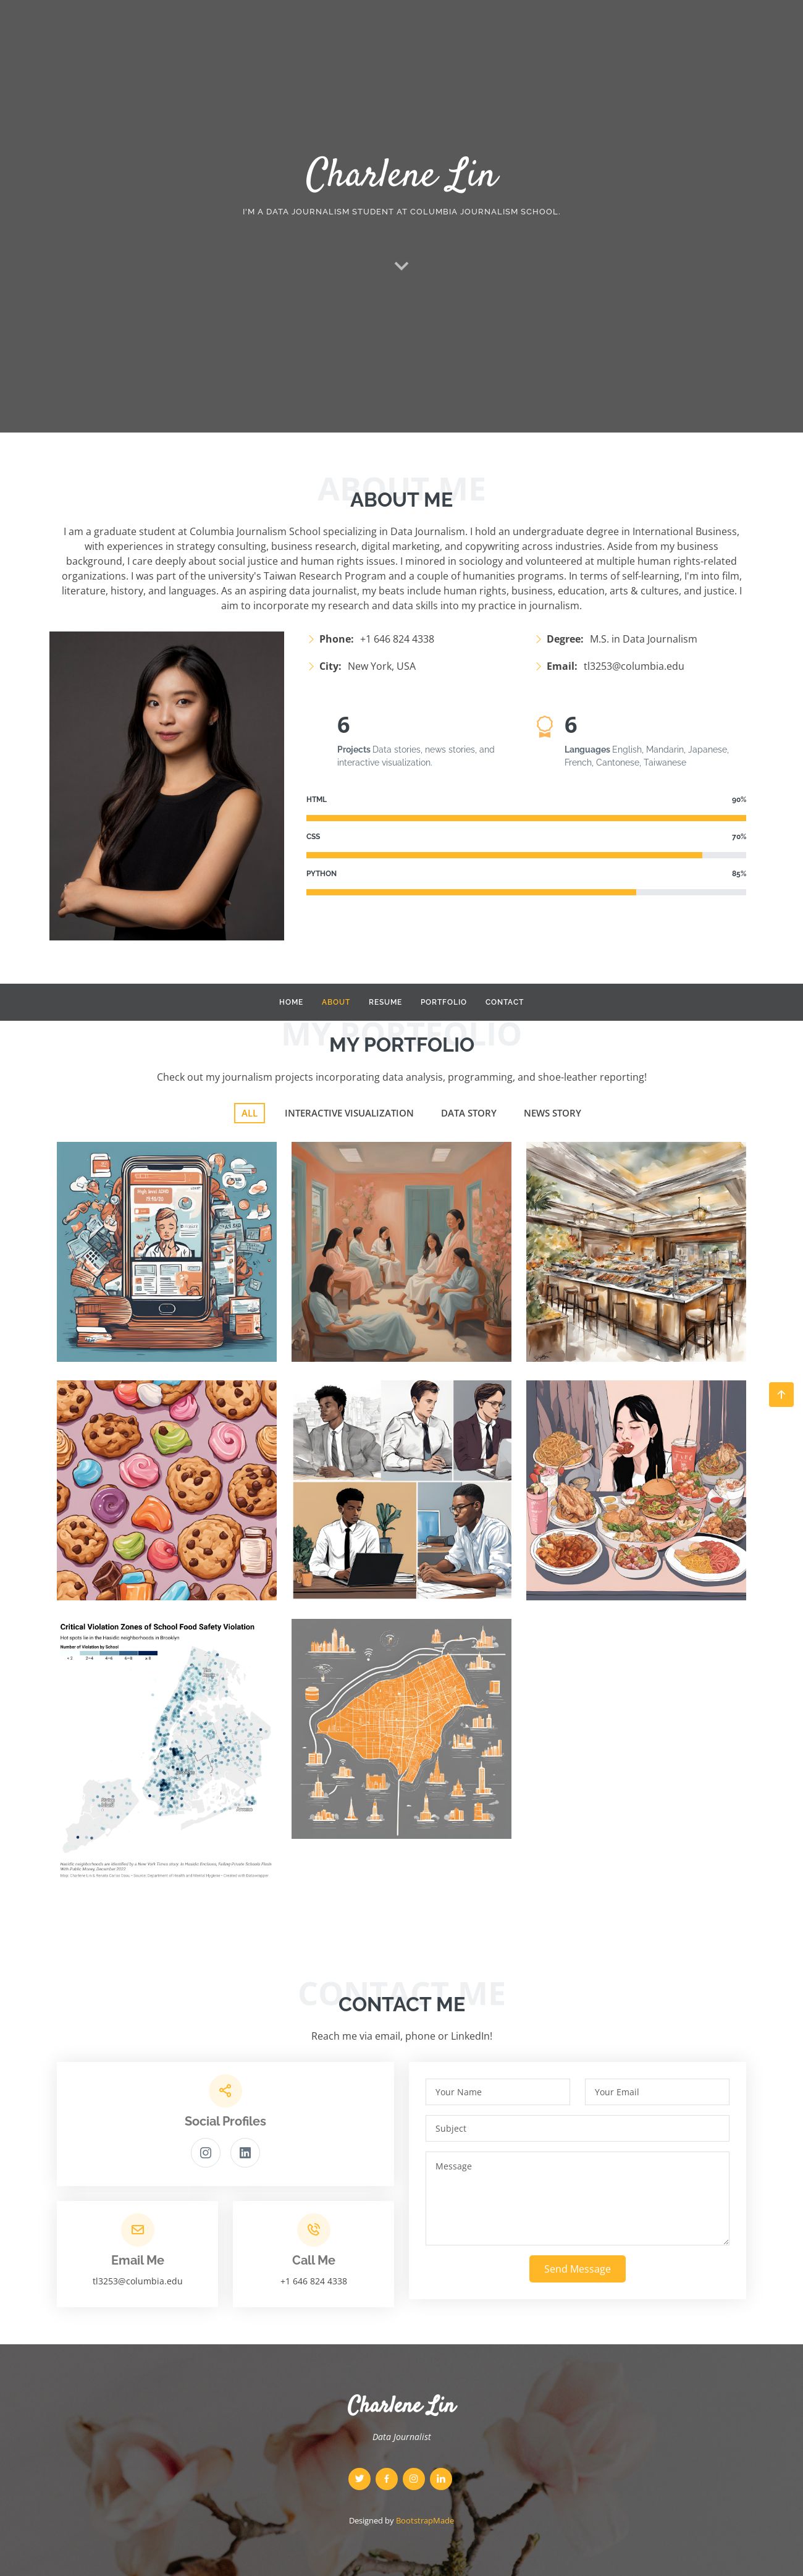 Charlene Lin
I'M A DATA JOURNALISM STUDENT AT COLUMBIA JOURNALISM SCHOOL.
ABOUT ME
ABOUT ME
I am a graduate student at Columbia Journalism School specializing in Data Journalism. I hold an undergraduate degree in International Business,
with experiences in strategy consulting, business research, digital marketing, and copywriting across industries. Aside from my business
background, I care deeply about social justice and human rights issues. I minored in sociology and volunteered at multiple human rights-related
organizations. I was part of the university's Taiwan Research Program and a couple of humanities programs. In terms of self-learning, I'm into film,
literature, history, and languages. As an aspiring data journalist, my beats include human rights, business, education, arts & cultures, and justice. I
aim to incorporate my research and data skills into my practice in journalism.
Phone: +1 646 824 4338
Degree: M.S. in Data Journalism
City: New York, USA
Email: tl3253@columbia.edu
6
Projects Data stories, news stories, and
interactive visualization.
6
Languages English, Mandarin, Japanese,
French, Cantonese, Taiwanese
HTML 90%
CSS 70%
PYTHON 85%
HOME ABOUT RESUME PORTFOLIO CONTACT
MY PORTFOLIO
MY PORTFOLIO
Check out my journalism projects incorporating data analysis, programming, and shoe-leather reporting!
ALL INTERACTIVE VISUALIZATION DATA STORY NEWS STORY
Critical Violation Zones of School Food Safety Violation
Hot spots lie in the Hasidic neighborhoods in Brooklyn
Number of Violation by School
CONTACT ME
CONTACT ME
Reach me via email, phone or LinkedIn!
Social Profiles
Email Me
tl3253@columbia.edu
Call Me
+1 646 824 4338
Your Name
Your Email
Subject
Message
Send Message
Charlene Lin
Data Journalist
Designed by BootstrapMade